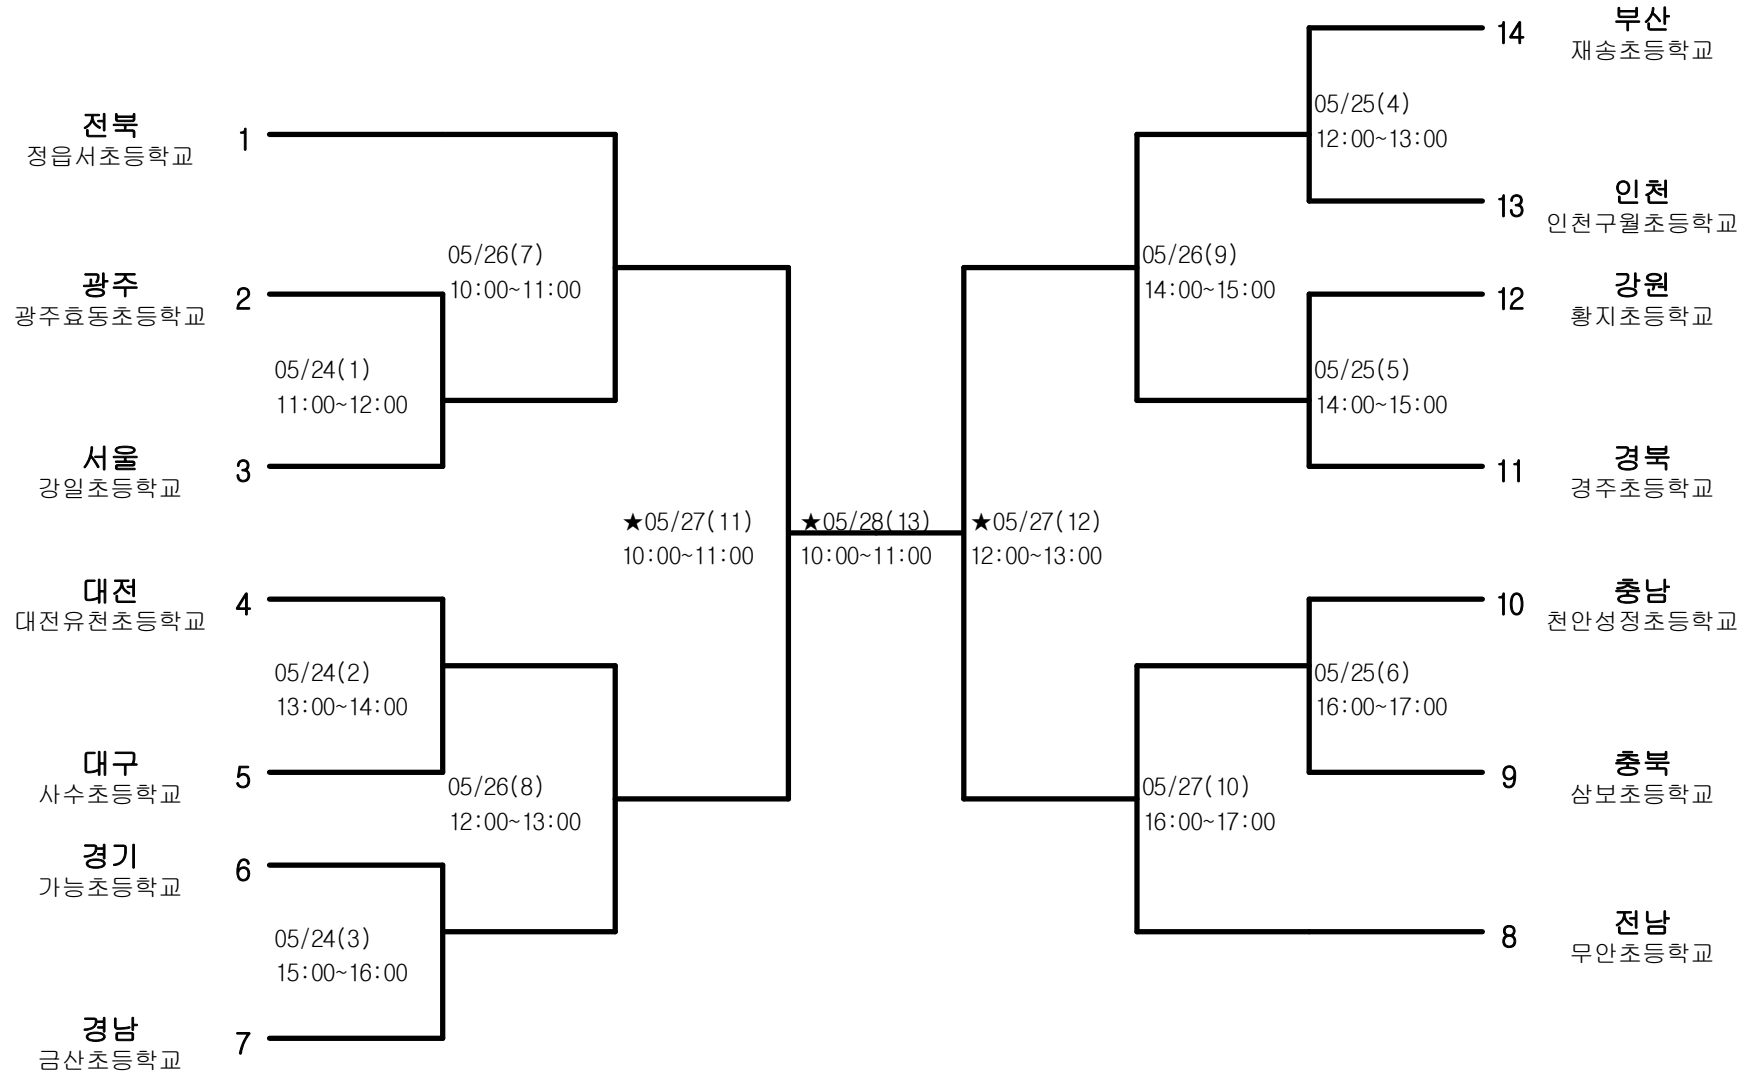 전북
정읍서초등학교
1
광주
광주효동초등학교
2
서울
강일초등학교
3
대전
대전유천초등학교
4
대구
사수초등학교
5
경기
가능초등학교
6
경남
금산초등학교
7
05/24(1)
11:00~12:00
05/24(2)
13:00~14:00
05/24(3)
15:00~16:00
05/26(7)
10:00~11:00
05/26(8)
12:00~13:00
★05/27(11)
10:00~11:00
★05/28(13)
10:00~11:00
★05/27(12)
12:00~13:00
05/26(9)
14:00~15:00
05/27(10)
16:00~17:00
05/25(4)
12:00~13:00
05/25(5)
14:00~15:00
05/25(6)
16:00~17:00
14
부산
재송초등학교
13
인천
인천구월초등학교
12
강원
황지초등학교
11
경북
경주초등학교
10
충남
천안성정초등학교
9
충북
삼보초등학교
8
전남
무안초등학교